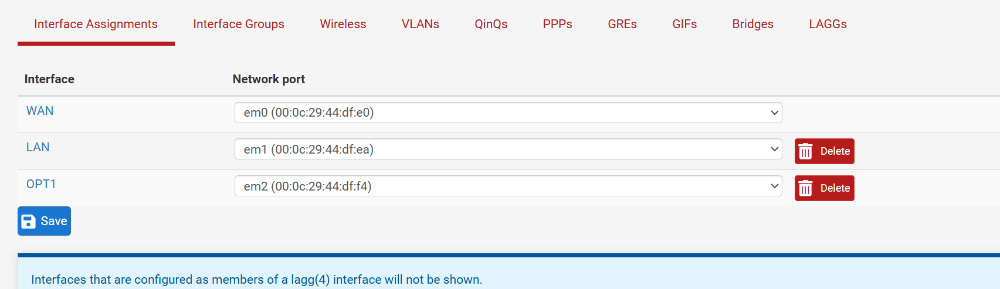 Interface Assignments Interface Groups Wireless VLANs QinQs PPPs GREs GIFs Bridges LAGGs
Interface Network port
WAN em0 (00:0c:29:44:df:e0)
LAN em1 (00:0c:29:44:df:ea) Delete
OPT1 em2 (00:0c:29:44:df:f4) Delete
Save
Interfaces that are configured as members of a lagg(4) interface will not be shown.